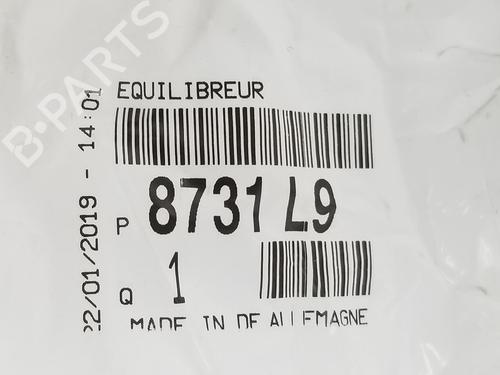 B-PARTS
EQUILIBREUR
22/01/2019 - 14:01
P 8731 L9
Q 1
MADE IN DE ALLEMAGNE